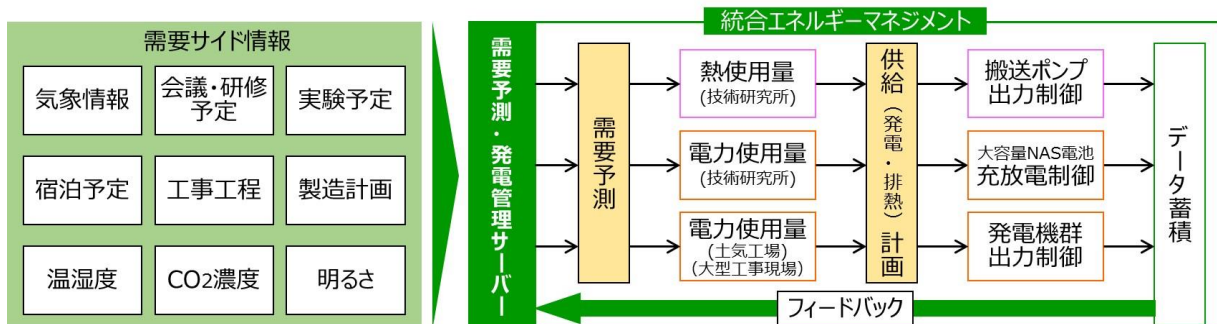 需要サイド情報
気象情報
会議・研修
予定
実験予定
宿泊予定
工事工程
製造計画
温湿度
CO2濃度
明るさ
統合エネルギーマネジメント
需要予測・発電管理サーバー
需要予測
熱使用量
(技術研究所)
電力使用量
(技術研究所)
電力使用量
(土気工場)
(大型工事現場)
供給（発電・排熱）計画
搬送ポンプ
出力制御
大容量NAS電池
充放電制御
発電機群
出力制御
データ蓄積
フィードバック